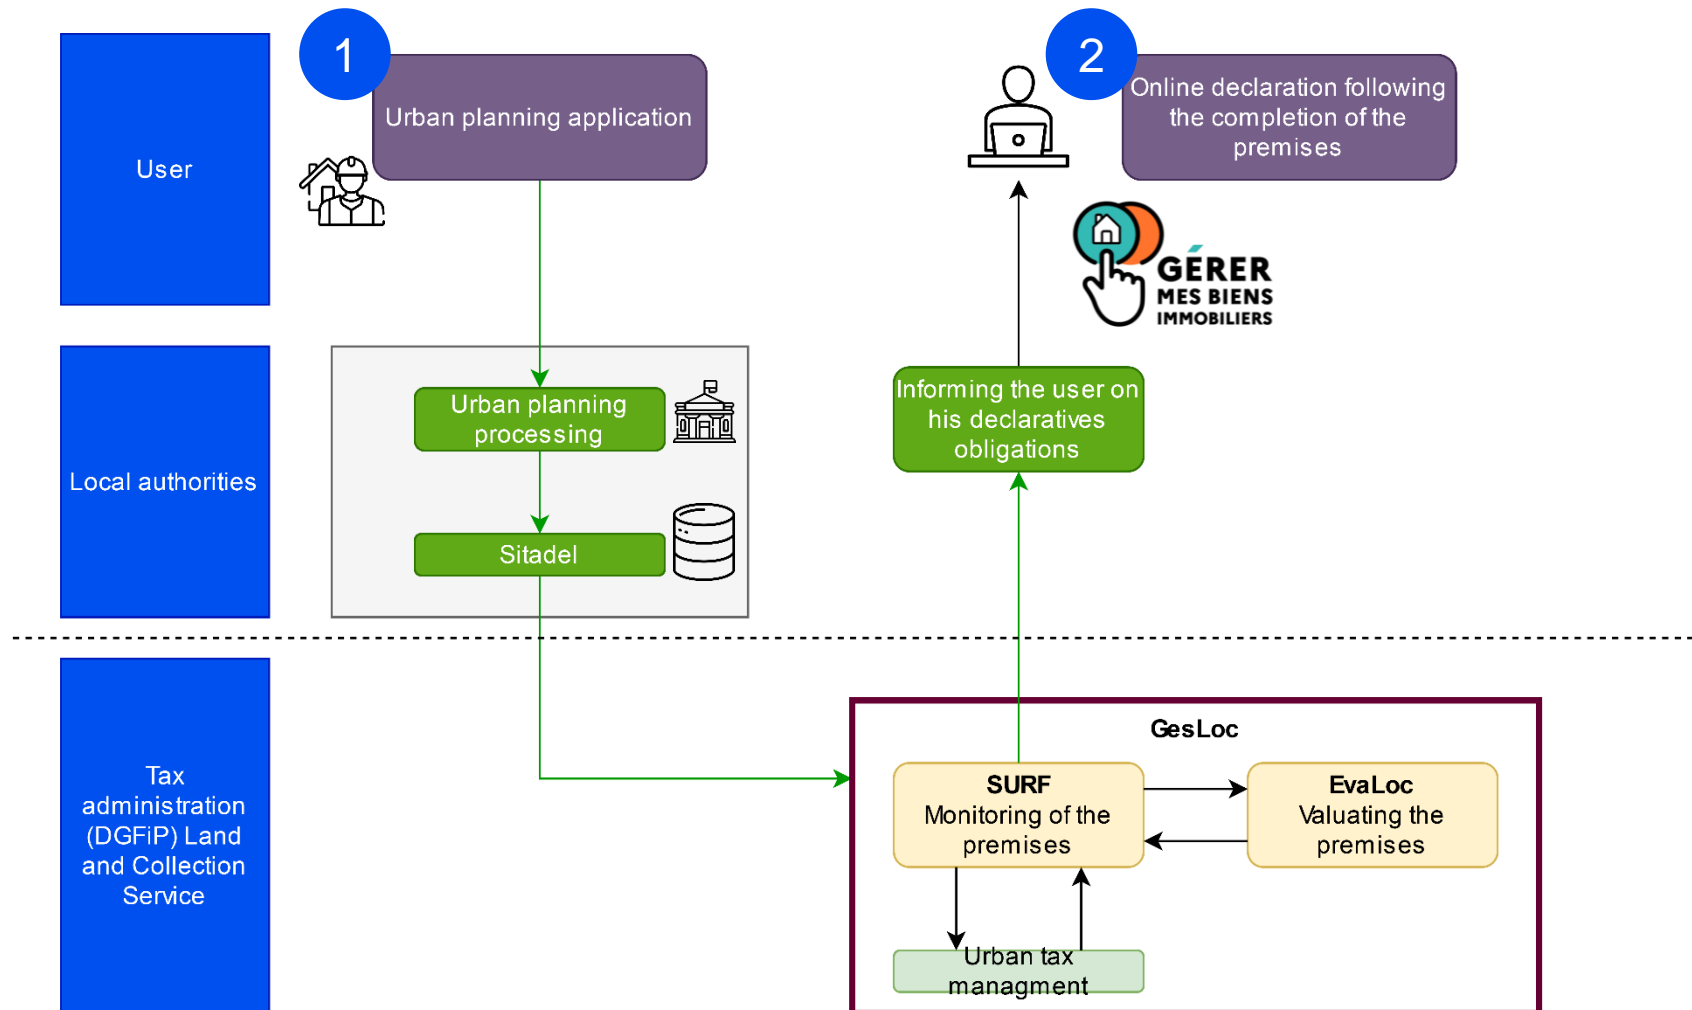 User
1
Urban planning application
2
Online declaration following
the completion of the
premises
GÉRER
MES BIENS
IMMOBILIERS
Local authorities
Urban planning
processing
Sitadel
Informing the user on
his declaratives
obligations
Tax
administration
(DGFiP) Land
and Collection
Service
GesLoc
SURF
Monitoring of the
premises
EvaLoc
Valuating the
premises
Urban tax
managment